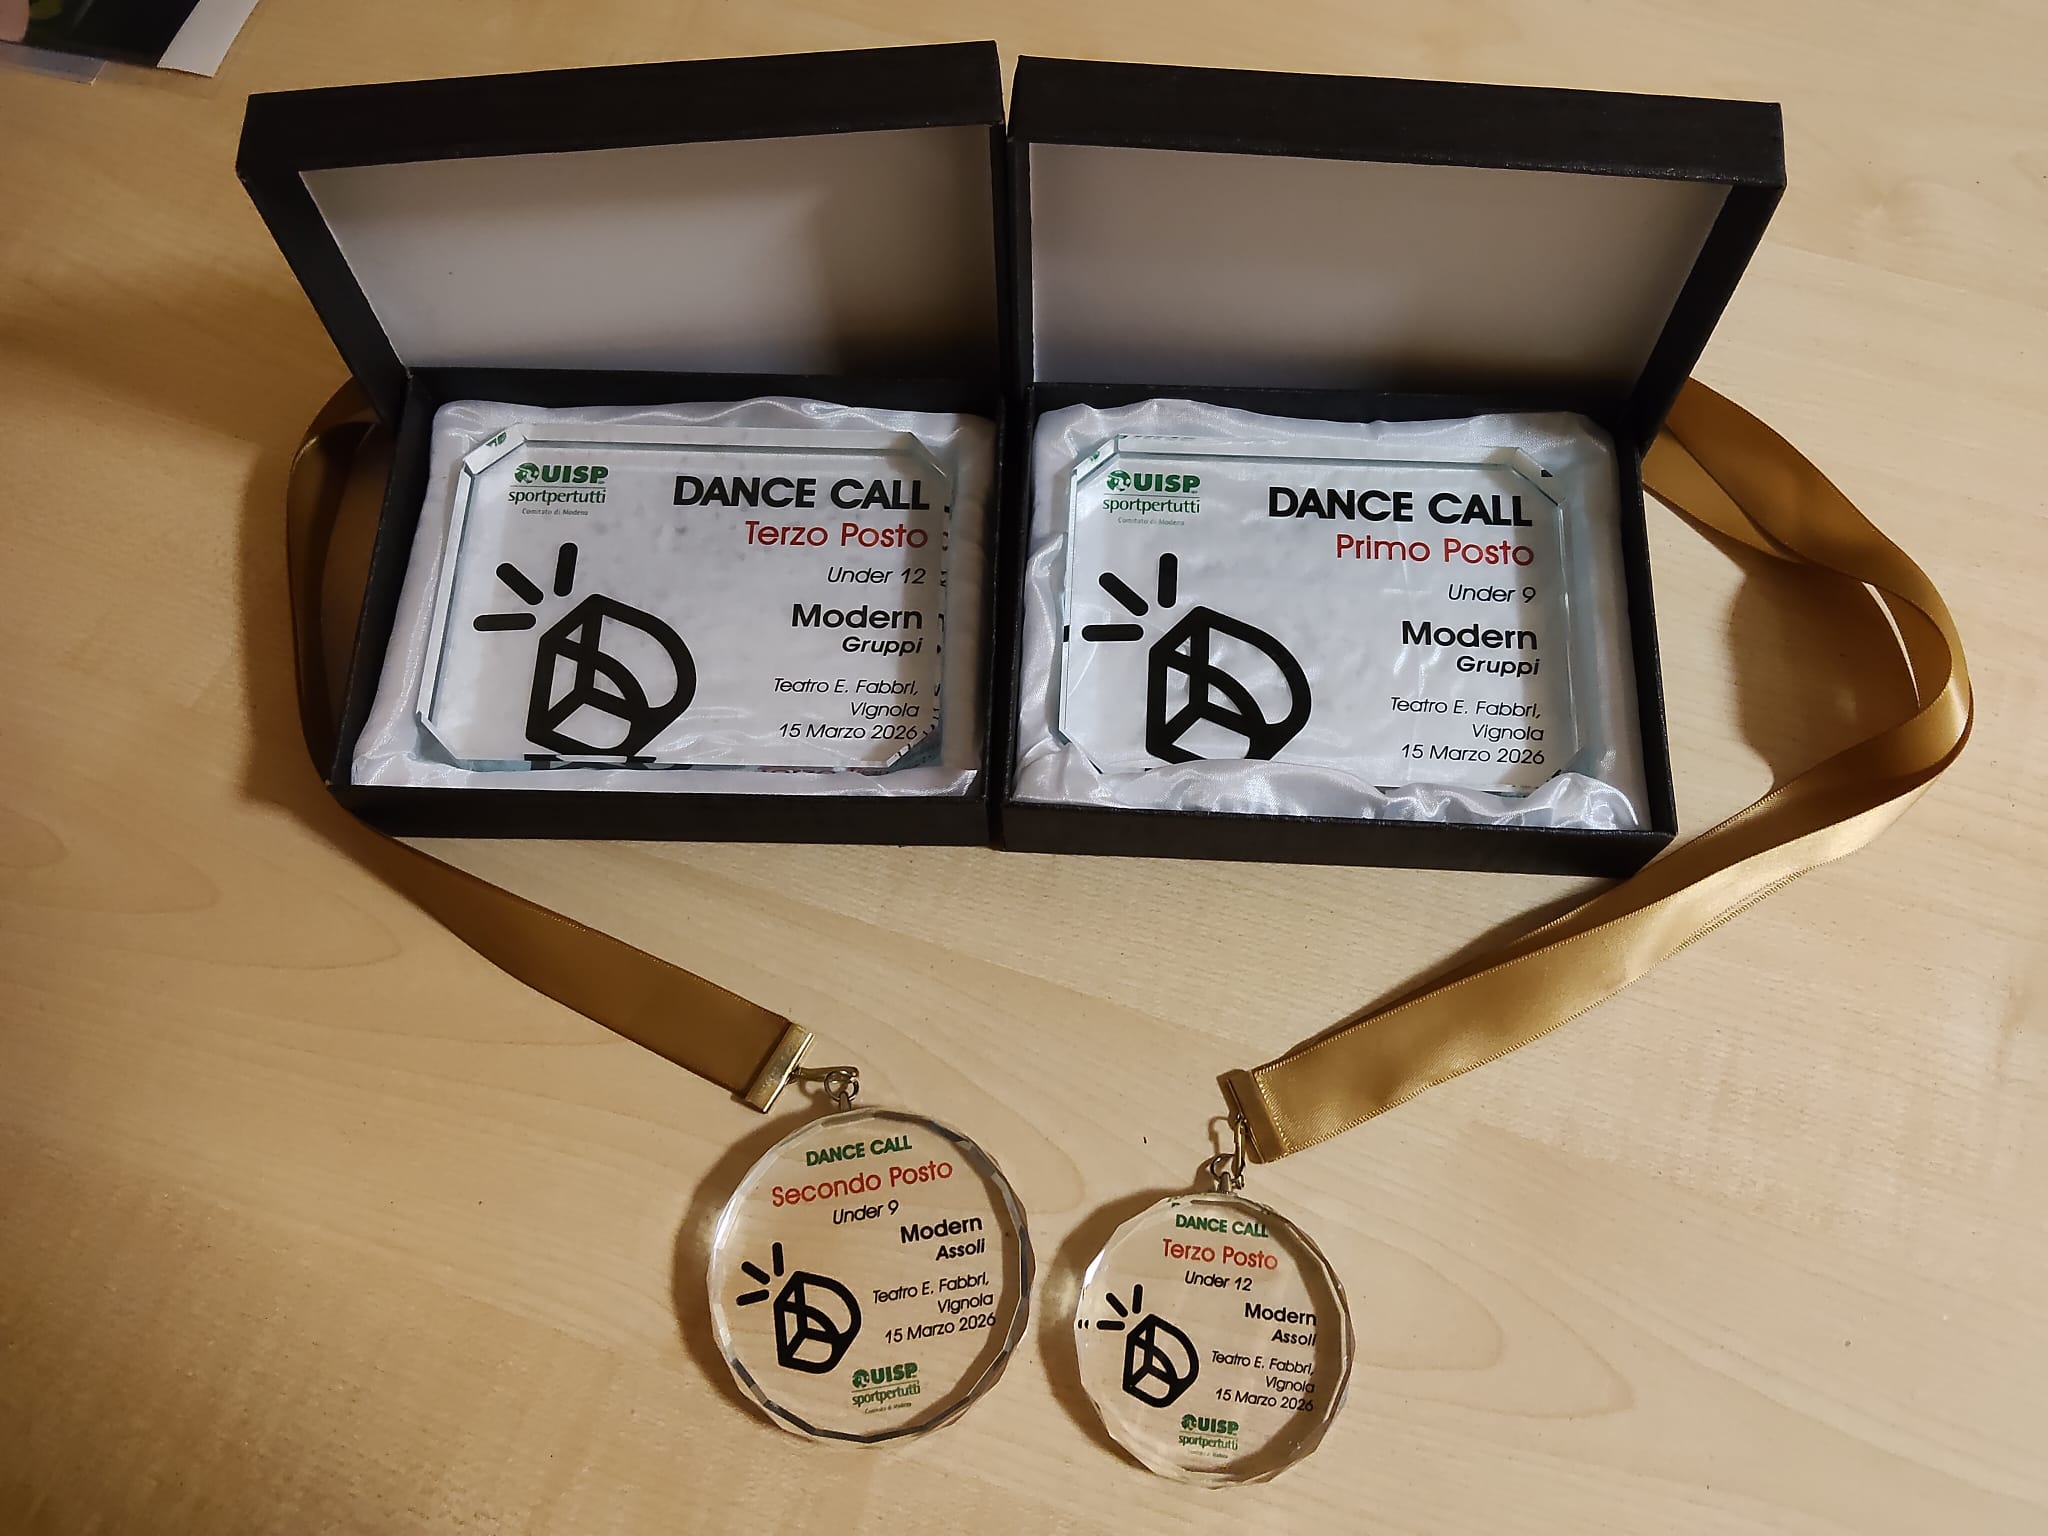 UISP
sportpertutti
Comitato di Modena
DANCE CALL
Terzo Posto
Under 12
Modern
Gruppi
Teatro E. Fabbri,
Vignola
15 Marzo 2026
UISP
sportpertutti
Comitato di Modena
DANCE CALL
Primo Posto
Under 9
Modern
Gruppi
Teatro E. Fabbri,
Vignola
15 Marzo 2026
DANCE CALL
Secondo Posto
Under 9
Modern
Assoli
Teatro E. Fabbri,
Vignola
15 Marzo 2026
UISP
sportpertutti
Comitato di Modena
DANCE CALL
Terzo Posto
Under 12
Modern
Assoli
Teatro E. Fabbri,
Vignola
15 Marzo 2026
UISP
sportpertutti